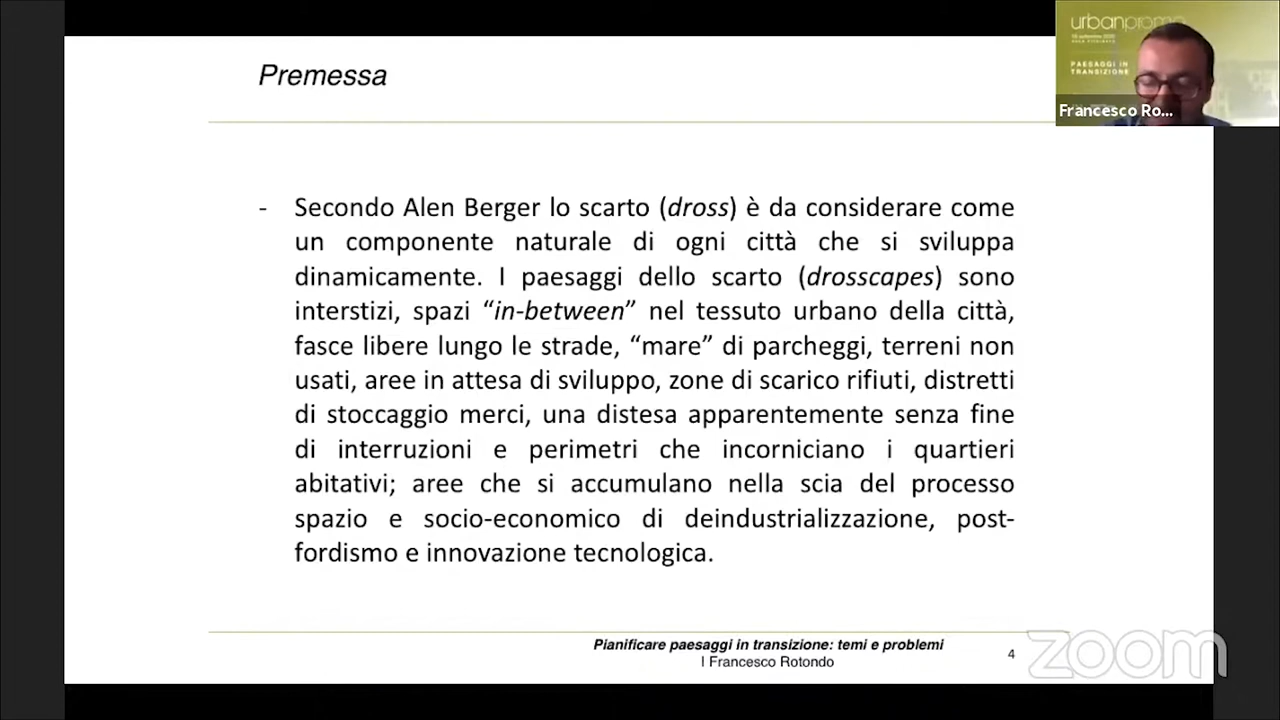 Premessa
urbanpromo
PAESAGGI IN
TRANSIZIONE
Francesco Ro...
- Secondo Alen Berger lo scarto (dross) è da considerare come
un componente naturale di ogni città che si sviluppa
dinamicamente. I paesaggi dello scarto (drosscapes) sono
interstizi, spazi “in-between” nel tessuto urbano della città,
fasce libere lungo le strade, “mare” di parcheggi, terreni non
usati, aree in attesa di sviluppo, zone di scarico rifiuti, distretti
di stoccaggio merci, una distesa apparentemente senza fine
di interruzioni e perimetri che incorniciano i quartieri
abitativi; aree che si accumulano nella scia del processo
spazio e socio-economico di deindustrializzazione, post-
fordismo e innovazione tecnologica.
Pianificare paesaggi in transizione: temi e problemi
I Francesco Rotondo
4
zoom